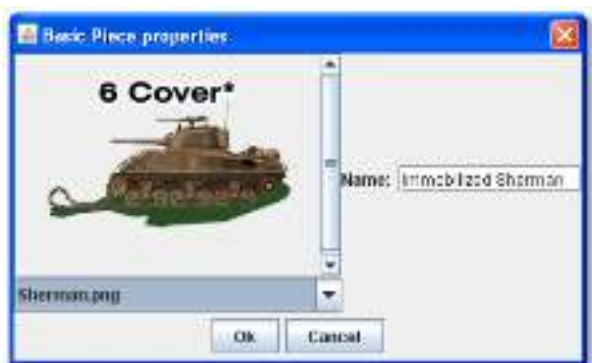 Basic Piece properties
6 Cover*
Name: Immobilized Sherman
Sherman.png
Ok Cancel